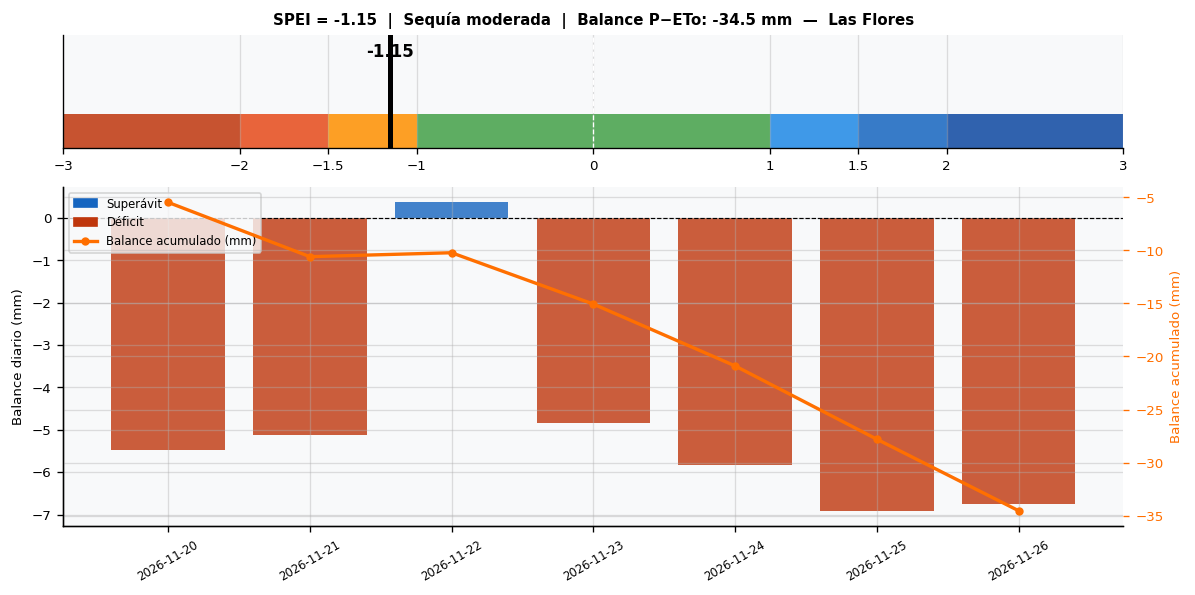 SPEI = -1.15  |  Sequía moderada  |  Balance P−ETo: -34.5 mm  —  Las Flores
-1.15
−3 −2 −1.5 −1 0 1 1.5 2 3
Superávit
Déficit
Balance acumulado (mm)
Balance diario (mm)
0
−1
−2
−3
−4
−5
−6
−7
−5
−10
−15
−20
−25
−30
−35
Balance acumulado (mm)
2026-11-20 2026-11-21 2026-11-22 2026-11-23 2026-11-24 2026-11-25 2026-11-26